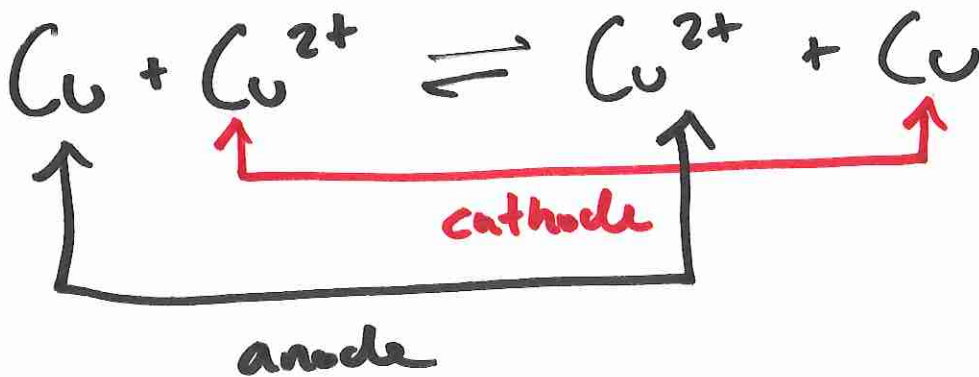 Cu + Cu²⁺ ⇌ Cu²⁺ + Cu
cathode
anode